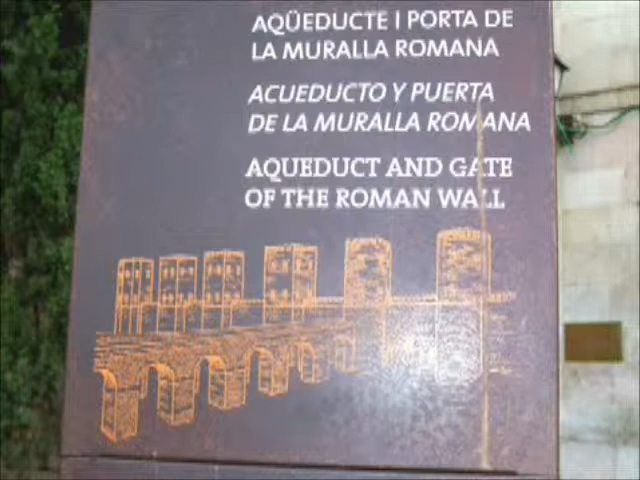 AQÜEDUCTE I PORTA DE
LA MURALLA ROMANA
ACUEDUCTO Y PUERTA
DE LA MURALLA ROMANA
AQUEDUCT AND GATE
OF THE ROMAN WALL